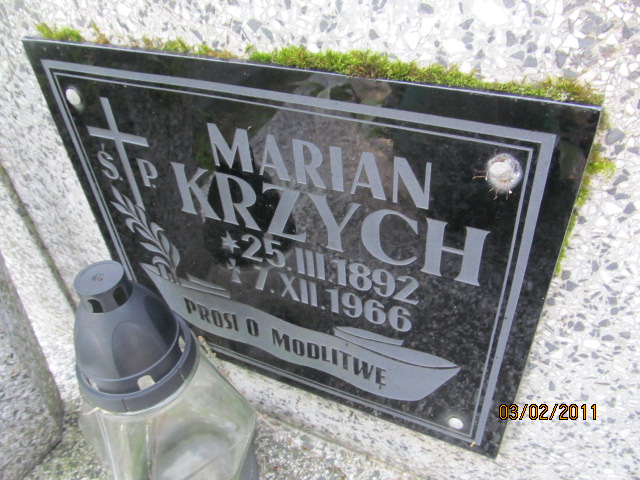 Ś. P.
MARIAN
KRZYCH
* 25 III 1892
‡ 7. XII. 1966
PROSI O MODLITWĘ
03/02/2011